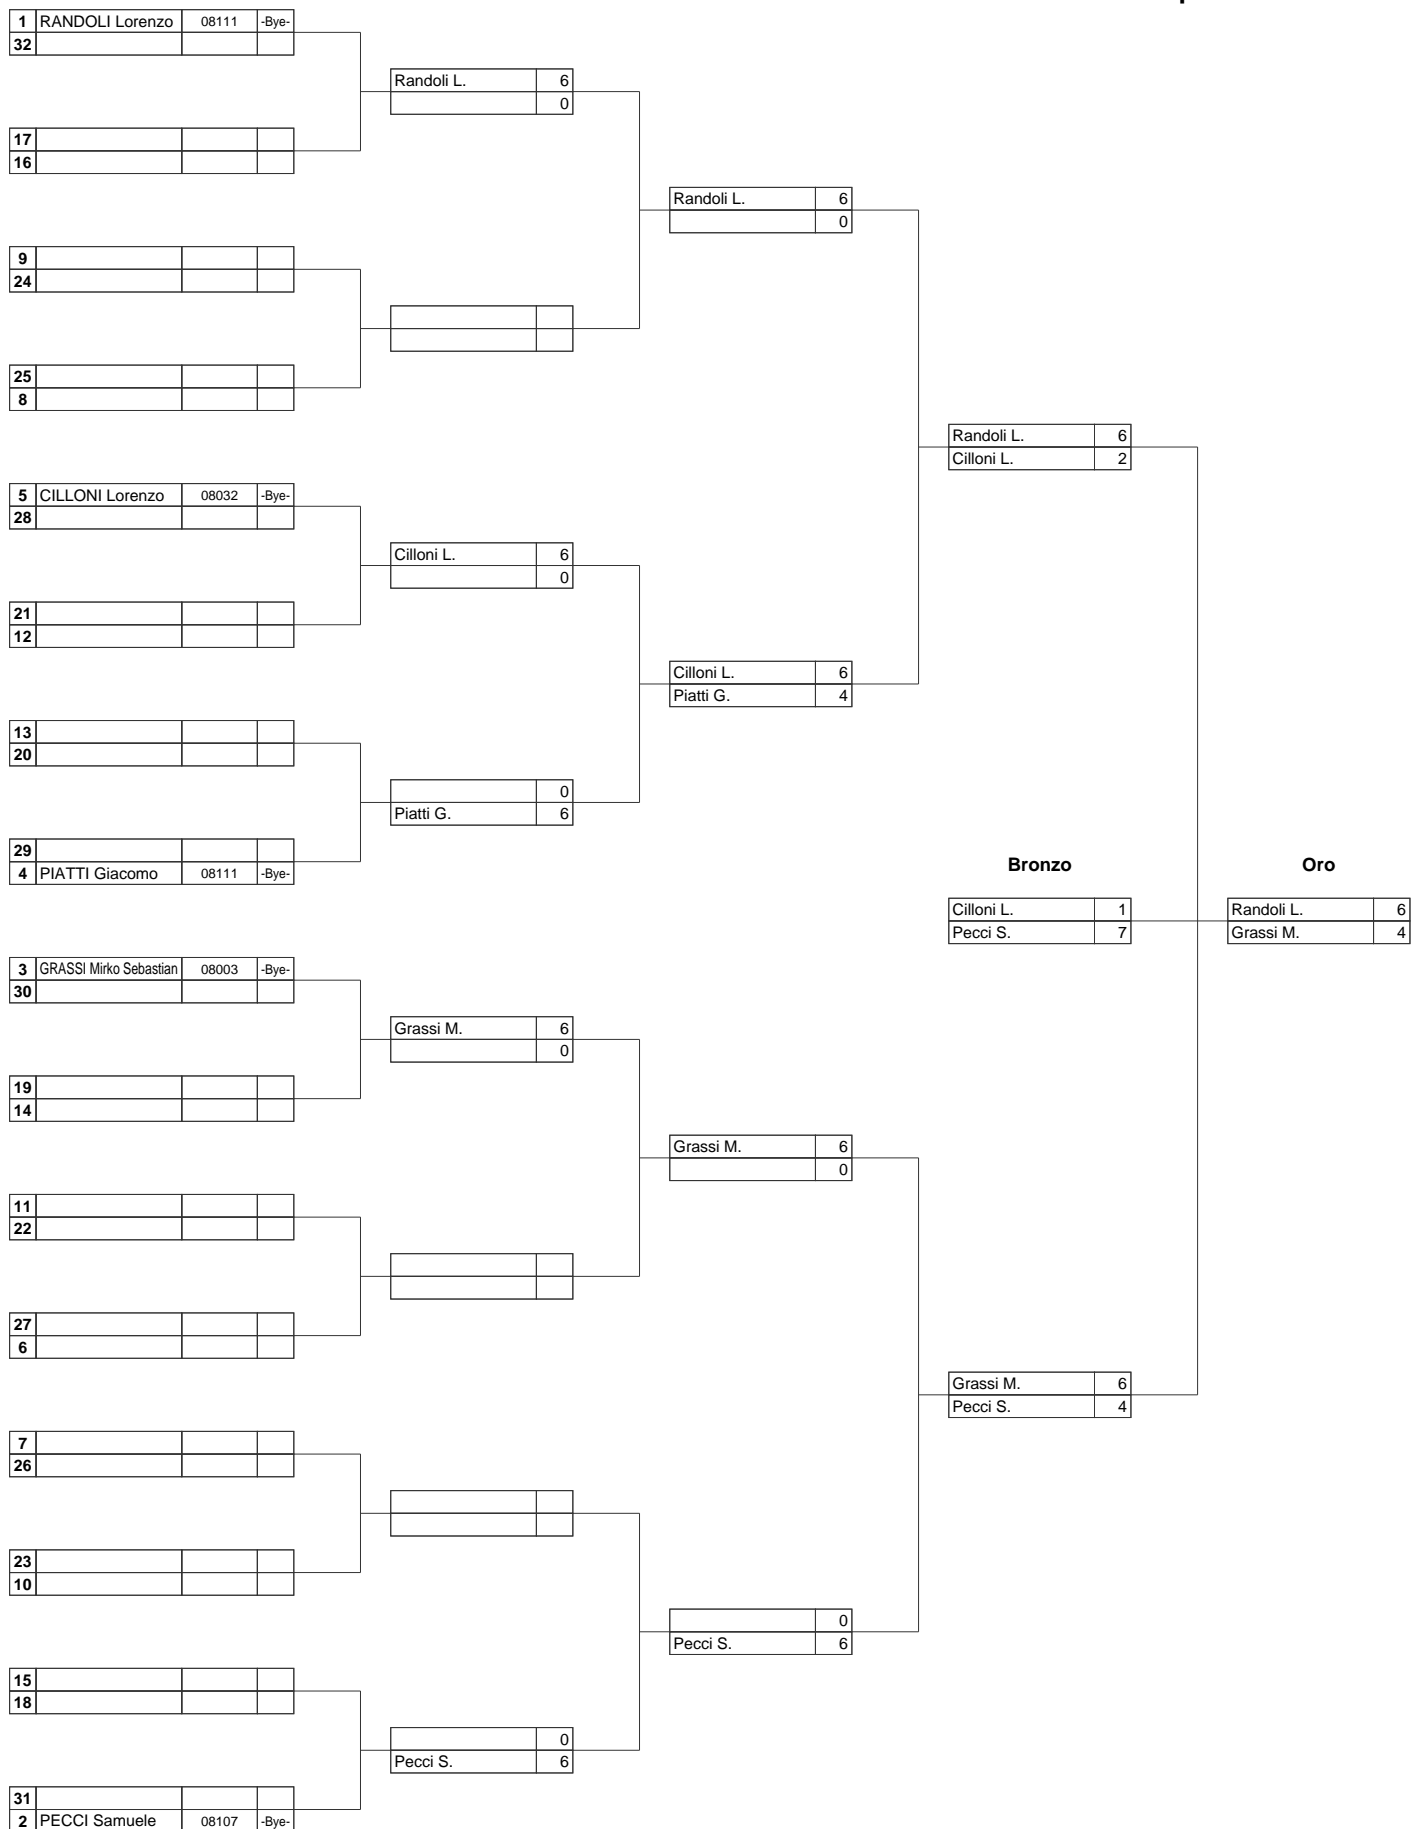 1 RANDOLI Lorenzo 08111 -Bye-
32
Randoli L. 6
0
17
16
Randoli L. 6
0
9
24
25
8
Randoli L. 6
Cilloni L. 2
5 CILLONI Lorenzo 08032 -Bye-
28
Cilloni L. 6
0
21
12
Cilloni L. 6
Piatti G. 4
13
20
0
Piatti G. 6
29
4 PIATTI Giacomo 08111 -Bye-
Bronzo Oro
Cilloni L. 1 Randoli L. 6
Pecci S. 7 Grassi M. 4
3 GRASSI Mirko Sebastian 08003 -Bye-
30
Grassi M. 6
0
19
14
Grassi M. 6
0
11
22
27
6
Grassi M. 6
Pecci S. 4
7
26
23
10
0
Pecci S. 6
15
18
0
Pecci S. 6
31
2 PECCI Samuele 08107 -Bye-